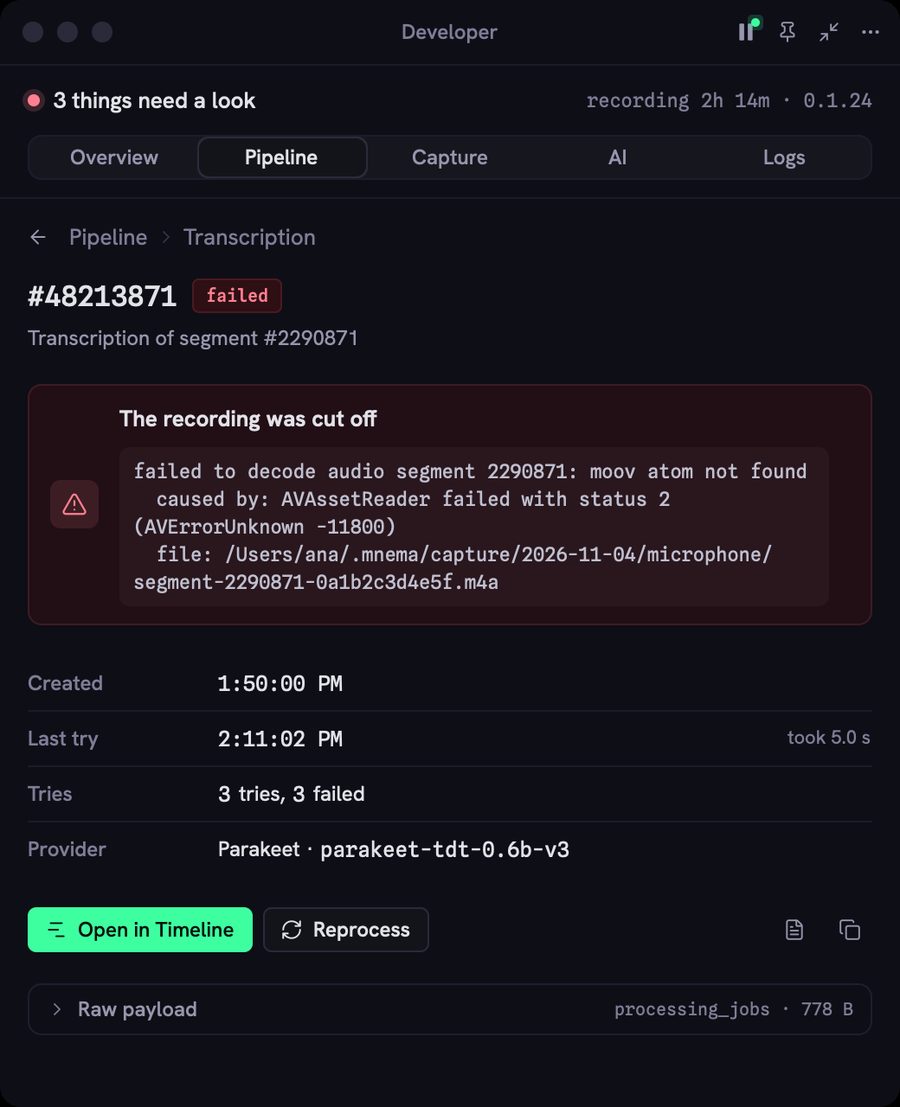 Developer
3 things need a look
recording 2h 14m · 0.1.24
Overview
Pipeline
Capture
AI
Logs
Pipeline
Transcription
#48213871
failed
Transcription of segment #2290871
The recording was cut off
failed to decode audio segment 2290871: moov atom not found
caused by: AVAssetReader failed with status 2
(AVErrorUnknown -11800)
file: /Users/ana/.mnema/capture/2026-11-04/microphone/
segment-2290871-0a1b2c3d4e5f.m4a
Created
1:50:00 PM
Last try
2:11:02 PM
took 5.0 s
Tries
3 tries, 3 failed
Provider
Parakeet · parakeet-tdt-0.6b-v3
Open in Timeline
Reprocess
Raw payload
processing_jobs · 778 B